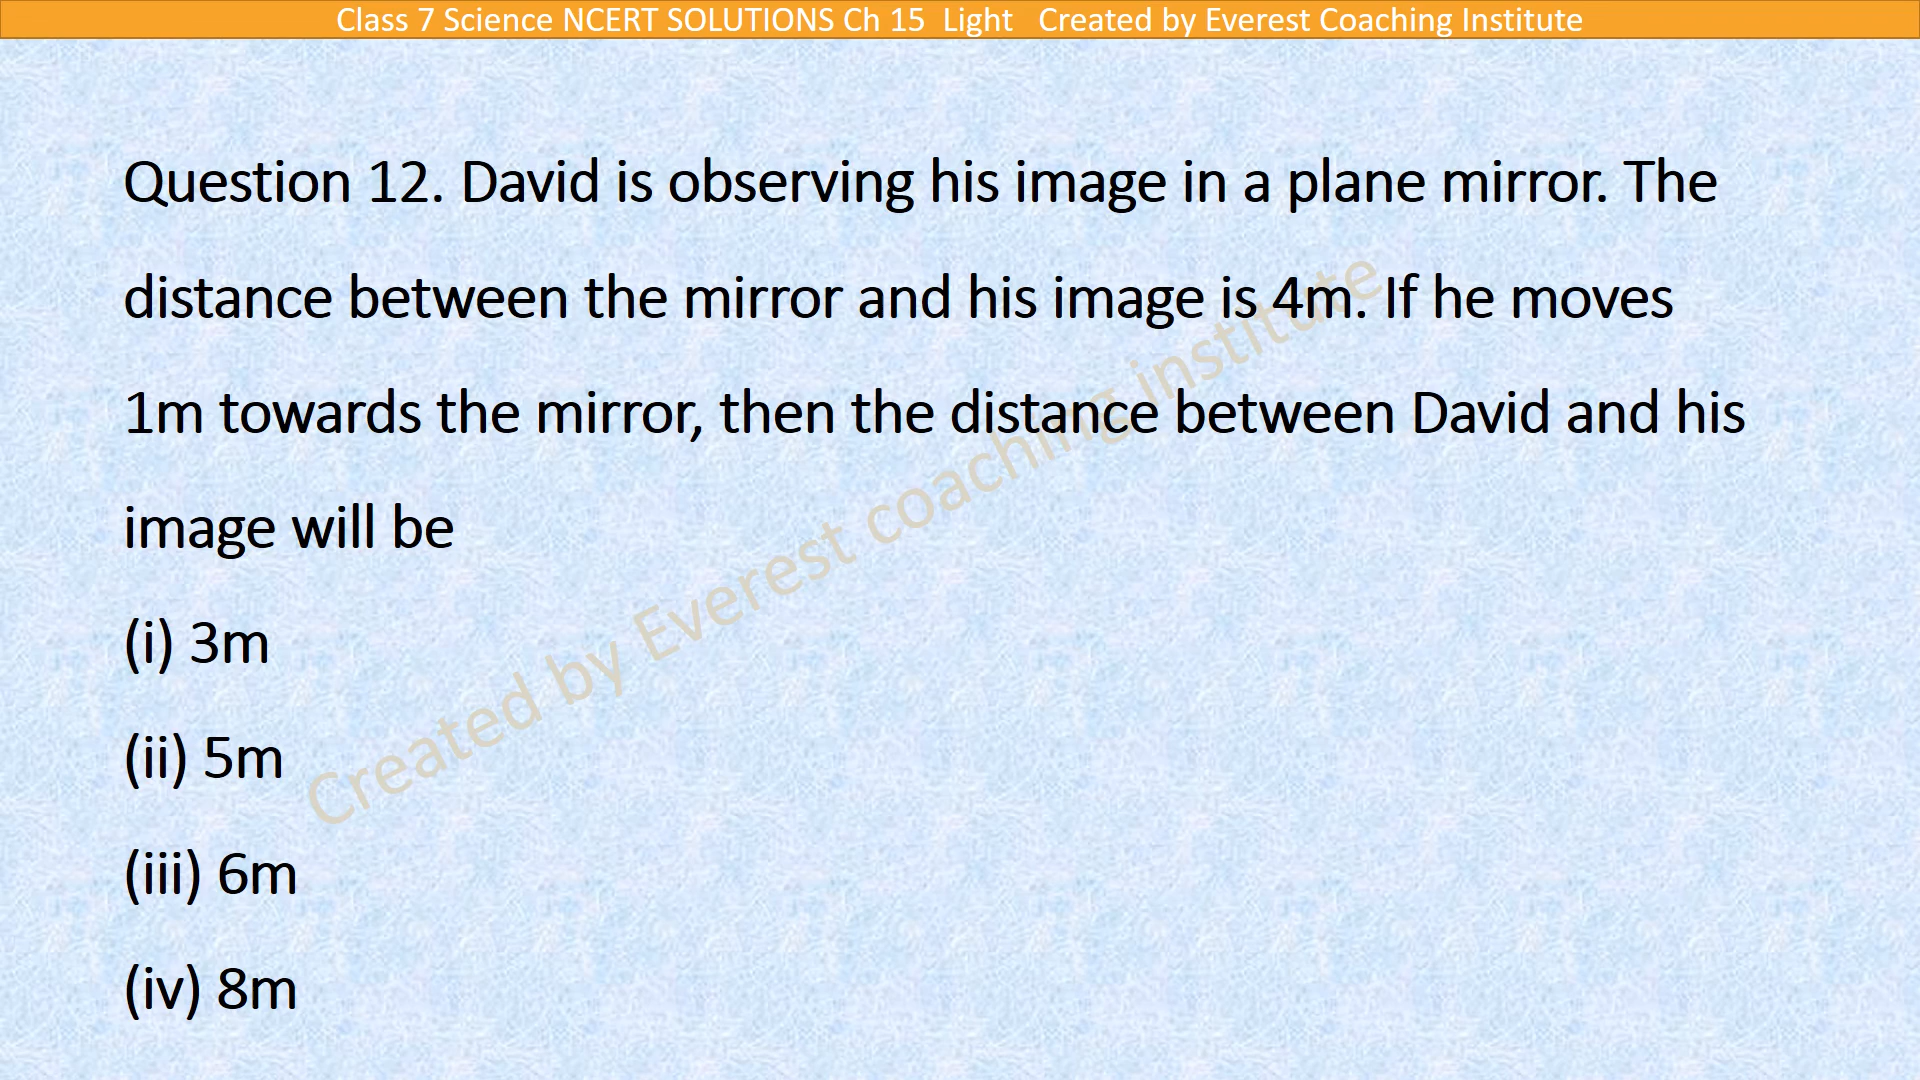 Class 7 Science NCERT SOLUTIONS Ch 15  Light   Created by Everest Coaching Institute
Question 12. David is observing his image in a plane mirror. The
distance between the mirror and his image is 4m. If he moves
1m towards the mirror, then the distance between David and his
image will be
(i) 3m
(ii) 5m
(iii) 6m
(iv) 8m
Created by Everest coaching institute